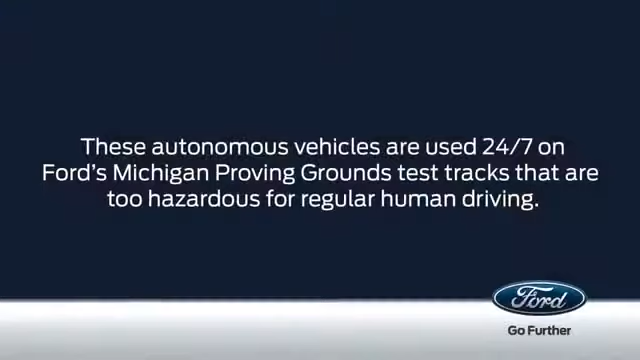 These autonomous vehicles are used 24/7 on
Ford’s Michigan Proving Grounds test tracks that are
too hazardous for regular human driving.
Ford
Go Further